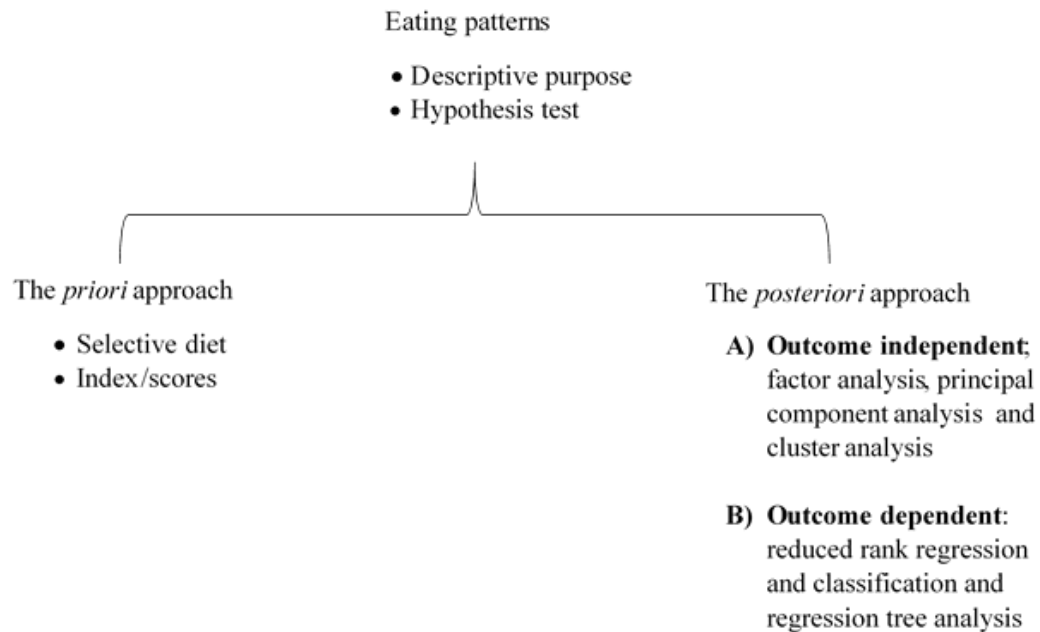 Eating patterns
• Descriptive purpose
• Hypothesis test
The priori approach
• Selective diet
• Index/scores
The posteriori approach
A) Outcome independent;
factor analysis, principal
component analysis and
cluster analysis
B) Outcome dependent:
reduced rank regression
and classification and
regression tree analysis